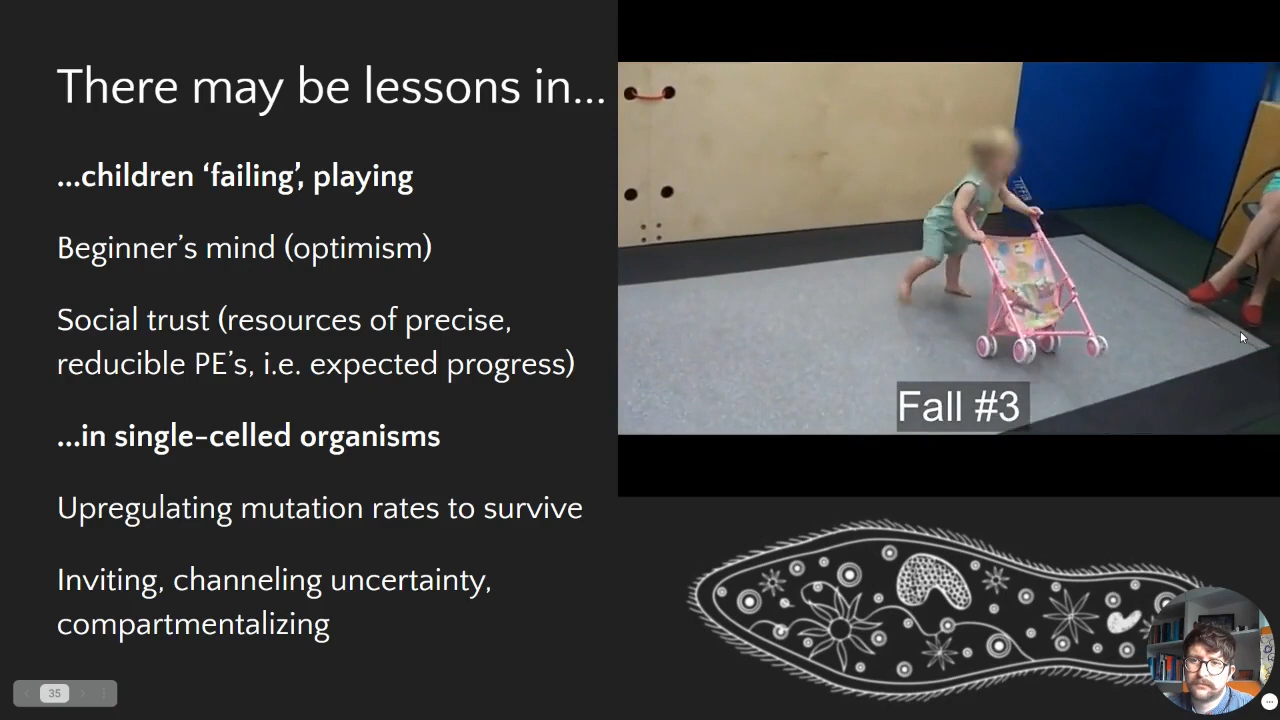 There may be lessons in...
...children ‘failing’, playing
Beginner’s mind (optimism)
Social trust (resources of precise,
reducible PE’s, i.e. expected progress)
...in single-celled organisms
Upregulating mutation rates to survive
Inviting, channeling uncertainty,
compartmentalizing
Fall #3
35